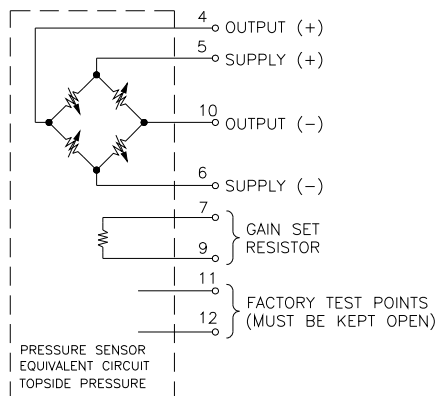 4 OUTPUT (+)
5 SUPPLY (+)
10 OUTPUT (-)
6 SUPPLY (-)
7
GAIN SET
RESISTOR
9
11
FACTORY TEST POINTS
(MUST BE KEPT OPEN)
12
PRESSURE SENSOR
EQUIVALENT CIRCUIT
TOPSIDE PRESSURE